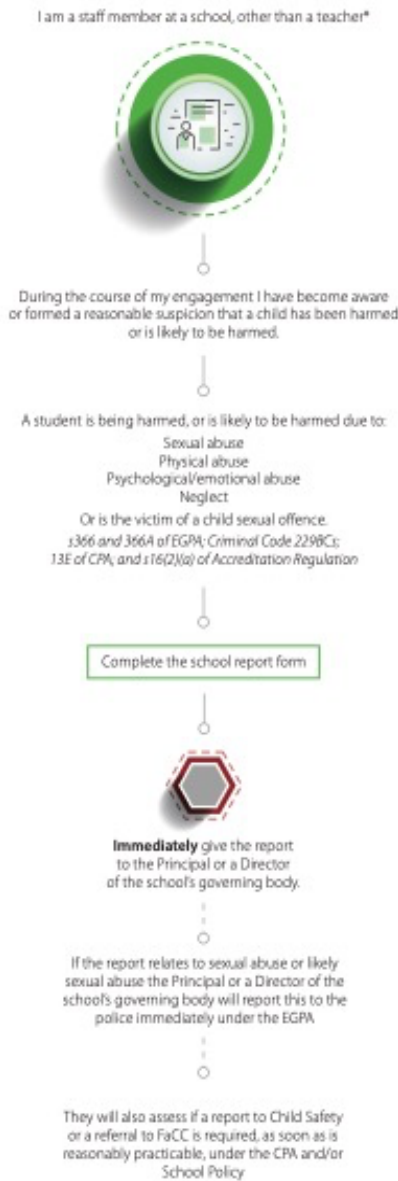 I am a staff member at a school, other than a teacher*
During the course of my engagement I have become aware
or formed a reasonable suspicion that a child has been harmed
or is likely to be harmed.
A student is being harmed, or is likely to be harmed due to:
Sexual abuse
Physical abuse
Psychological/emotional abuse
Neglect
Or is the victim of a child sexual offence.
s366 and 366A of EGPA; Criminal Code 229BCs;
13E of CPA; and s16(2)(a) of Accreditation Regulation
Complete the school report form
Immediately give the report
to the Principal or a Director
of the school's governing body.
If the report relates to sexual abuse or likely
sexual abuse the Principal or a Director of the
school's governing body will report this to the
police immediately under the EGPA
They will also assess if a report to Child Safety
or a referral to FaCC is required, as soon as is
reasonably practicable, under the CPA and/or
School Policy